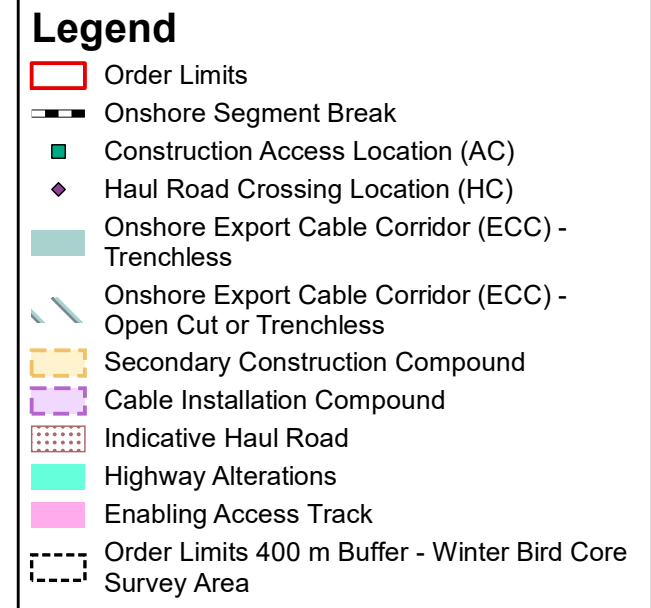 Legend
Order Limits
Onshore Segment Break
Construction Access Location (AC)
Haul Road Crossing Location (HC)
Onshore Export Cable Corridor (ECC) -
Trenchless
Onshore Export Cable Corridor (ECC) -
Open Cut or Trenchless
Secondary Construction Compound
Cable Installation Compound
Indicative Haul Road
Highway Alterations
Enabling Access Track
Order Limits 400 m Buffer - Winter Bird Core
Survey Area